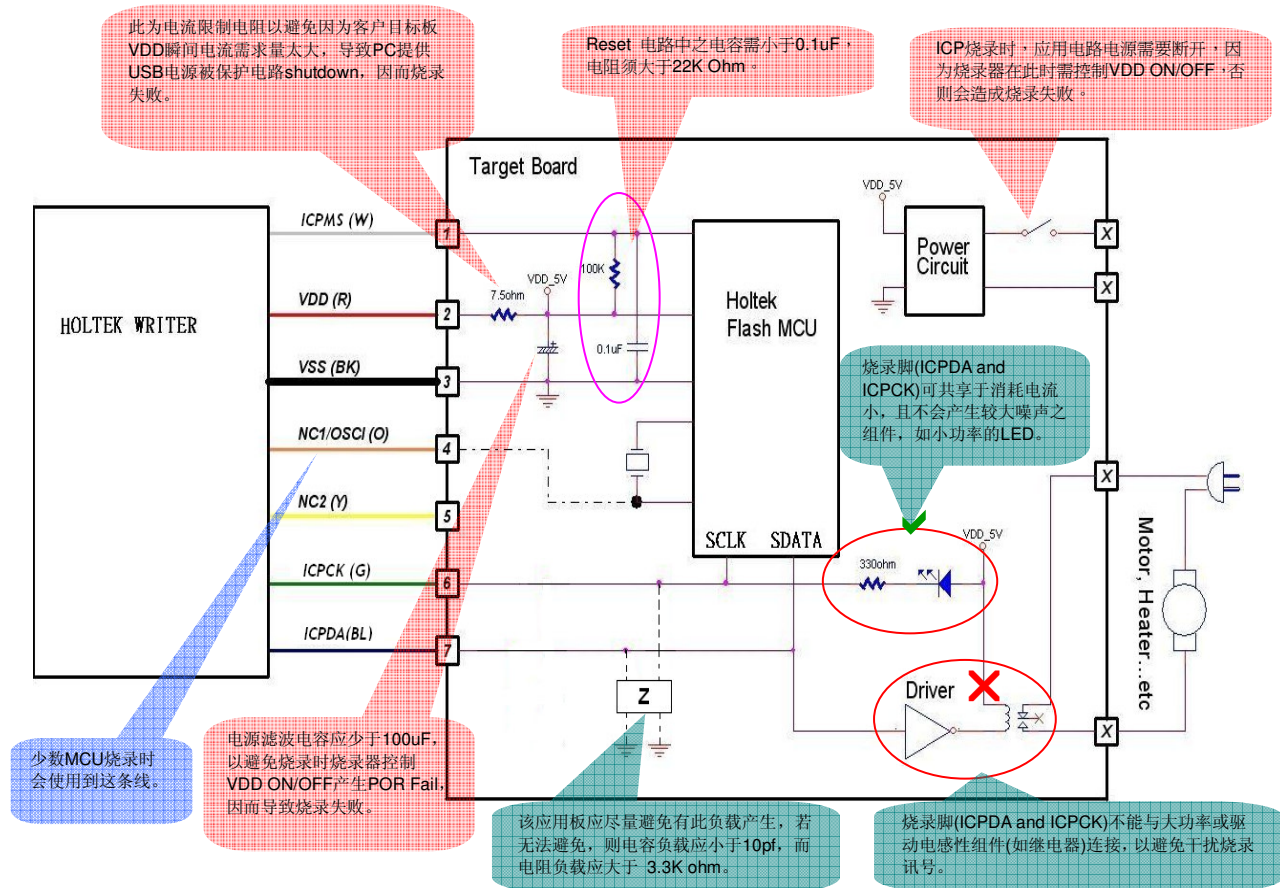 此为电流限制电阻以避免因为客户目标板
VDD瞬间电流需求量太大，导致PC提供
USB电源被保护电路shutdown，因而烧录
失败。
Reset 电路中之电容需小于0.1uF，
电阻须大于22K Ohm。
ICP烧录时，应用电路电源需要断开，因
为烧录器在此时需控制VDD ON/OFF，否
则会造成烧录失败。
Target Board
HOLTEK WRITER
ICPMS (W)
1
VDD (R)
2
VSS (BK)
3
NC1/OSCI (O)
4
NC2 (Y)
5
ICPCK (G)
6
ICPDA(BL)
7
7.5ohm
VDD_5V
100K
0.1uF
Holtek
Flash MCU
SCLK SDATA
VDD_5V
Power
Circuit
X
X
烧录脚(ICPDA and
ICPCK)可共享于消耗电流
小，且不会产生较大噪声之
组件，如小功率的LED。
330ohm
VDD_5V
X
Motor, Heater...etc
Driver
X
Z
少数MCU烧录时
会使用到这条线。
电源滤波电容应少于100uF，
以避免烧录时烧录器控制
VDD ON/OFF产生POR Fail，
因而导致烧录失败。
该应用板应尽量避免有此负载产生，若
无法避免，则电容负载应小于10pf，而
电阻负载应大于 3.3K ohm。
烧录脚(ICPDA and ICPCK)不能与大功率或驱
动电感性组件(如继电器)连接，以避免干扰烧录
讯号。